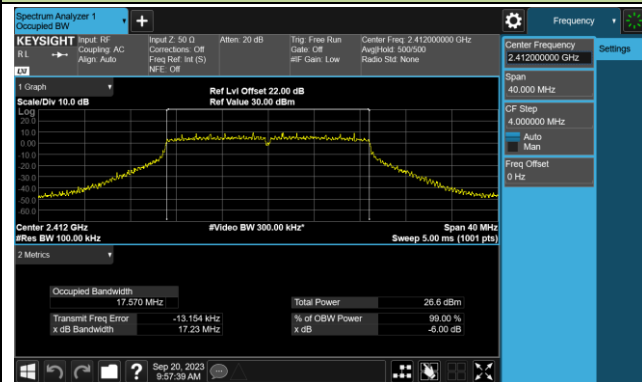 Spectrum Analyzer 1
Occupied BW
Frequency
KEYSIGHT
RL
LXI
Input: RF
Coupling: AC
Align: Auto
Input Z: 50 Ω
Corrections: Off
Freq Ref: Int (S)
NFE: Off
Atten: 20 dB
Trig: Free Run
Gate: Off
#IF Gain: Low
Center Freq: 2.412000000 GHz
Avg|Hold: 500/500
Radio Std: None
Center Frequency
2.412000000 GHz
Settings
Span
40.000 MHz
CF Step
4.000000 MHz
Auto
Man
Freq Offset
0 Hz
1 Graph
Scale/Div 10.0 dB
Ref Lvl Offset 22.00 dB
Ref Value 30.00 dBm
Log
20.0
10.0
0.00
-10.0
-20.0
-30.0
-40.0
-50.0
-60.0
Center 2.412 GHz
#Res BW 100.00 kHz
#Video BW 300.00 kHz*
Span 40 MHz
Sweep 5.00 ms (1001 pts)
2 Metrics
Occupied Bandwidth
17.570 MHz
Total Power 26.6 dBm
Transmit Freq Error -13.154 kHz
% of OBW Power 99.00 %
x dB Bandwidth 17.23 MHz
x dB -6.00 dB
?
Sep 20, 2023
9:57:39 AM